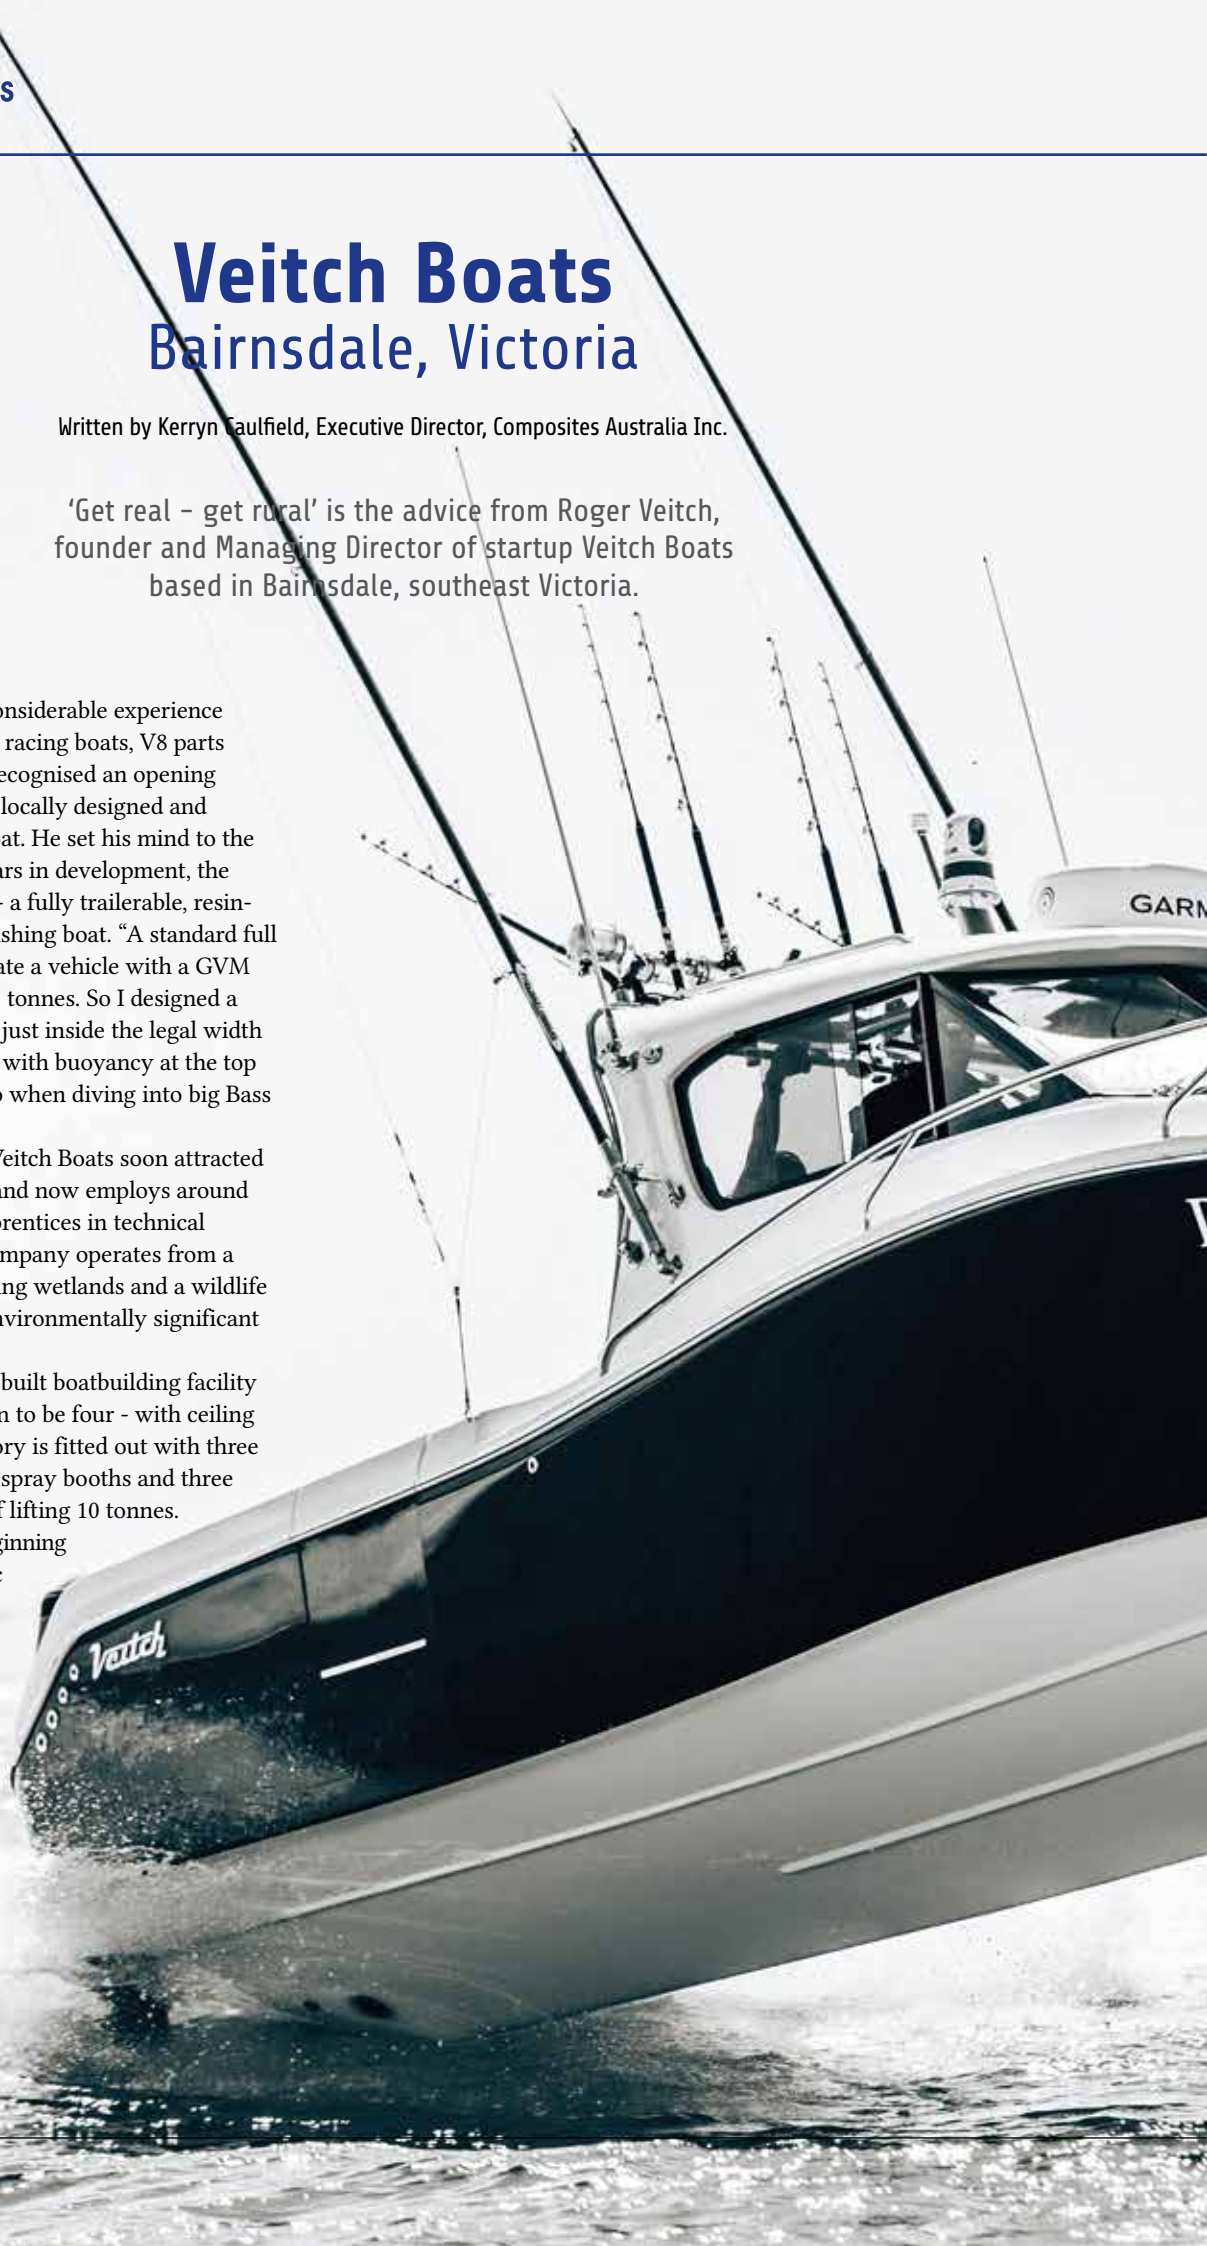 s
Veitch Boats
Bairnsdale, Victoria
Written by Kerryn Caulfield, Executive Director, Composites Australia Inc.
‘Get real – get rural’ is the advice from Roger Veitch,
founder and Managing Director of startup Veitch Boats
based in Bairnsdale, southeast Victoria.
onsiderable experience
racing boats, V8 parts
ecognised an opening
locally designed and
at. He set his mind to the
ars in development, the
- a fully trailerable, resin-
shing boat. “A standard full
ate a vehicle with a GVM
tonnes. So I designed a
just inside the legal width
with buoyancy at the top
o when diving into big Bass
Veitch Boats soon attracted
and now employs around
prentices in technical
mpany operates from a
ing wetlands and a wildlife
nvironmentally significant
built boatbuilding facility
n to be four - with ceiling
ory is fitted out with three
spray booths and three
f lifting 10 tonnes.
ginning
c
GARM
Veitch